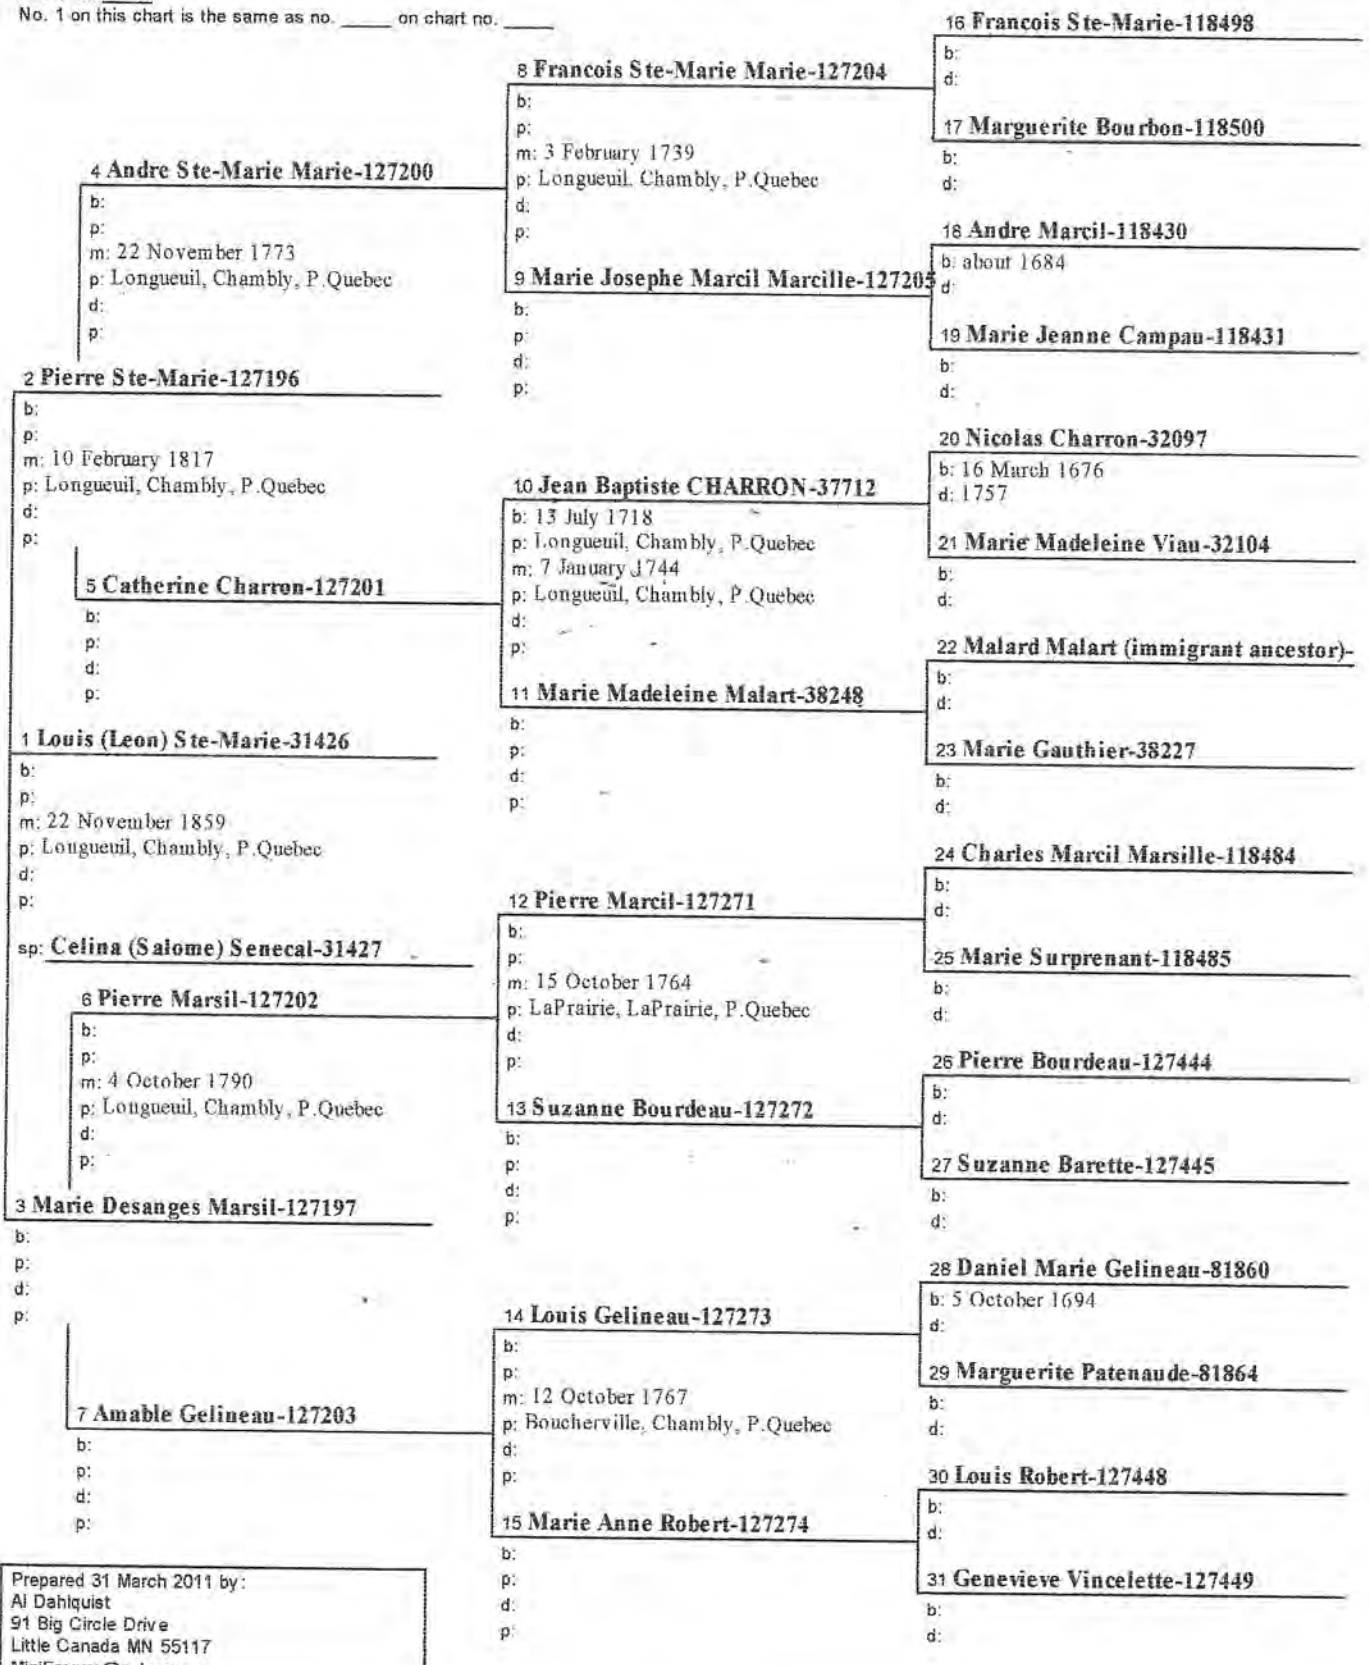 No. 1 on this chart is the same as no. _____ on chart no. _____
16 Francois Ste-Marie-118498
b:
d:
8 Francois Ste-Marie Marie-127204
b:
p:
m: 3 February 1739
p: Longueuil, Chambly, P.Quebec
d:
p:
17 Marguerite Bourbon-118500
b:
d:
4 Andre Ste-Marie Marie-127200
b:
p:
m: 22 November 1773
p: Longueuil, Chambly, P.Quebec
d:
p:
18 Andre Marcil-118430
b: about 1684
d:
9 Marie Josephe Marcil Marcille-127205
b:
p:
d:
p:
19 Marie Jeanne Campau-118431
b:
d:
2 Pierre Ste-Marie-127196
b:
p:
m: 10 February 1817
p: Longueuil, Chambly, P.Quebec
d:
p:
20 Nicolas Charron-32097
b: 16 March 1676
d: 1757
10 Jean Baptiste CHARRON-37712
b: 13 July 1718
p: Longueuil, Chambly, P.Quebec
m: 7 January 1744
p: Longueuil, Chambly, P.Quebec
d:
p:
21 Marie Madeleine Viau-32104
b:
d:
5 Catherine Charron-127201
b:
p:
d:
p:
22 Malard Malart (immigrant ancestor)-
b:
d:
11 Marie Madeleine Malart-38248
b:
p:
d:
p:
23 Marie Gauthier-38227
b:
d:
1 Louis (Leon) Ste-Marie-31426
b:
p:
m: 22 November 1859
p: Longueuil, Chambly, P.Quebec
d:
p:
sp: Celina (Salome) Senecal-31427
24 Charles Marcil Marsille-118484
b:
d:
12 Pierre Marcil-127271
b:
p:
m: 15 October 1764
p: LaPrairie, LaPrairie, P.Quebec
d:
p:
25 Marie Surprenant-118485
b:
d:
6 Pierre Marsil-127202
b:
p:
m: 4 October 1790
p: Longueuil, Chambly, P.Quebec
d:
p:
26 Pierre Bourdeau-127444
b:
d:
13 Suzanne Bourdeau-127272
b:
p:
d:
p:
27 Suzanne Barette-127445
b:
d:
3 Marie Desanges Marsil-127197
b:
p:
d:
p:
28 Daniel Marie Gelineau-81860
b: 5 October 1694
d:
14 Louis Gelineau-127273
b:
p:
m: 12 October 1767
p: Boucherville, Chambly, P.Quebec
d:
p:
29 Marguerite Patenaude-81864
b:
d:
7 Amable Gelineau-127203
b:
p:
d:
p:
30 Louis Robert-127448
b:
d:
15 Marie Anne Robert-127274
b:
p:
d:
p:
31 Genevieve Vincelette-127449
b:
d:
Prepared 31 March 2011 by:
Al Dahlquist
91 Big Circle Drive
Little Canada MN 55117